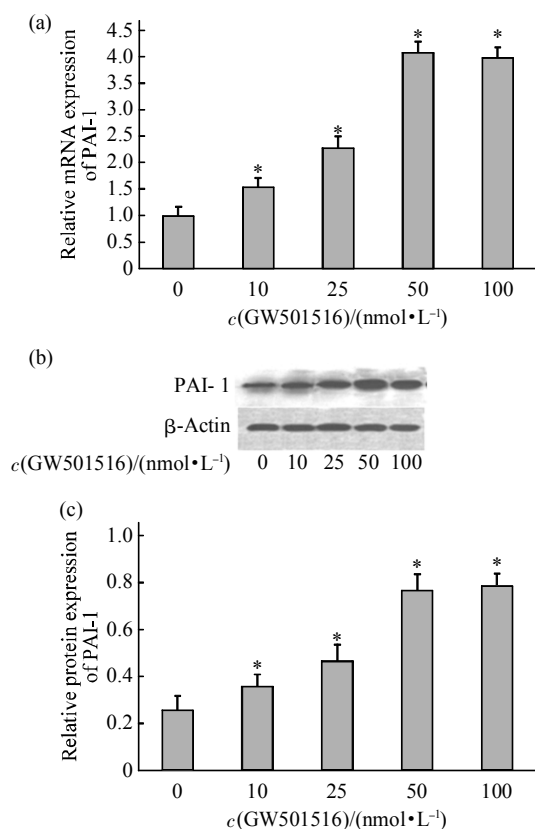 (a)
Relative mRNA expression
of PAI-1
4.5
4.0
3.5
3.0
2.5
2.0
1.5
1.0
0.5
0
*
*
*
*
0 10 25 50 100
c(GW501516)/(nmol•L⁻¹)
(b)
PAI- 1
β-Actin
c(GW501516)/(nmol•L⁻¹) 0 10 25 50 100
(c)
Relative protein expression
of PAI-1
1.0
0.8
0.6
0.4
0.2
0
*
*
*
*
0 10 25 50 100
c(GW501516)/(nmol•L⁻¹)